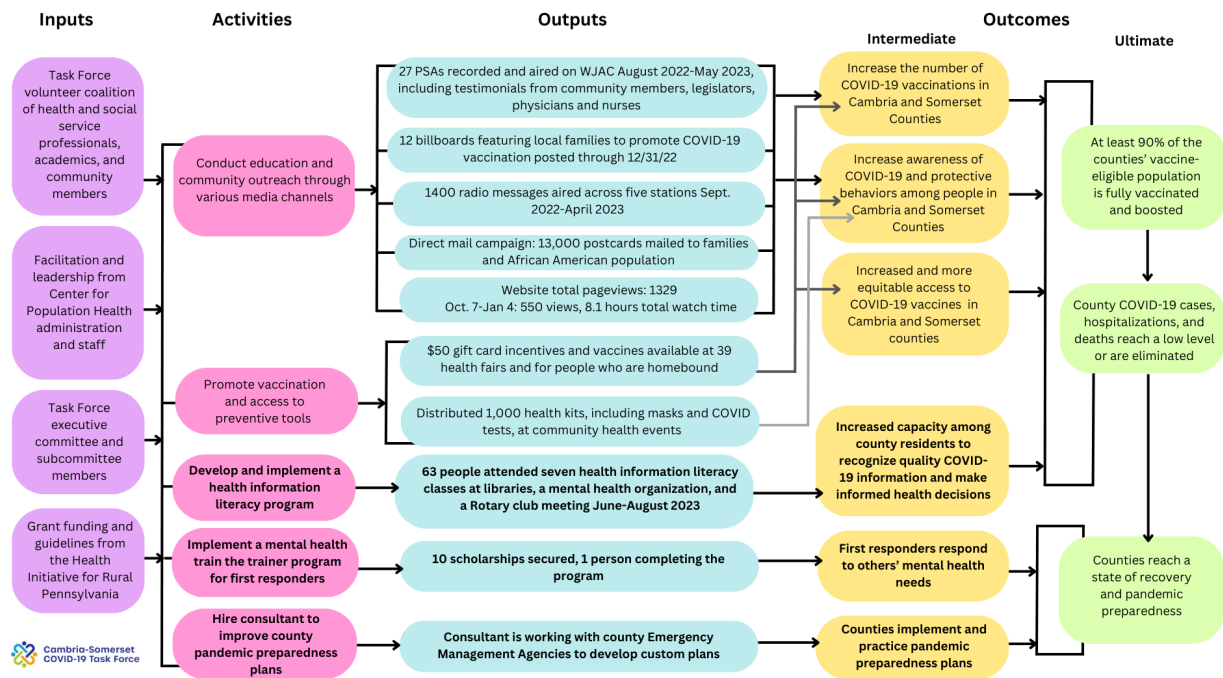 Inputs
Activities
Outputs
Outcomes
Intermediate
Ultimate
Task Force
volunteer coalition
of health and social
service
professionals,
academics, and
community
members
Facilitation and
leadership from
Center for
Population Health
administration
and staff
Task Force
executive
committee and
subcommittee
members
Grant funding and
guidelines from
the Health
Initiative for Rural
Pennsylvania
Conduct education and
community outreach through
various media channels
Promote vaccination
and access to
preventive tools
Develop and implement a
health information
literacy program
Implement a mental health
train the trainer program
for first responders
Hire consultant to
improve county
pandemic preparedness
plans
27 PSAs recorded and aired on WJAC August 2022-May 2023,
including testimonials from community members, legislators,
physicians and nurses
12 billboards featuring local families to promote COVID-19
vaccination posted through 12/31/22
1400 radio messages aired across five stations Sept.
2022-April 2023
Direct mail campaign: 13,000 postcards mailed to families
and African American population
Website total pageviews: 1329
Oct. 7-Jan 4: 550 views, 8.1 hours total watch time
$50 gift card incentives and vaccines available at 39
health fairs and for people who are homebound
Distributed 1,000 health kits, including masks and COVID
tests, at community health events
63 people attended seven health information literacy
classes at libraries, a mental health organization, and
a Rotary club meeting June-August 2023
10 scholarships secured, 1 person completing the
program
Consultant is working with county Emergency
Management Agencies to develop custom plans
Increase the number of
COVID-19 vaccinations in
Cambria and Somerset
Counties
Increase awareness of
COVID-19 and protective
behaviors among people in
Cambria and Somerset
Counties
Increased and more
equitable access to
COVID-19 vaccines in
Cambria and Somerset
counties
Increased capacity among
county residents to
recognize quality COVID-
19 information and make
informed health decisions
First responders respond
to others' mental health
needs
Counties implement and
practice pandemic
preparedness plans
At least 90% of the
counties' vaccine-
eligible population
is fully vaccinated
and boosted
County COVID-19 cases,
hospitalizations, and
deaths reach a low level
or are eliminated
Counties reach a
state of recovery
and pandemic
preparedness
Cambria-Somerset
COVID-19 Task Force